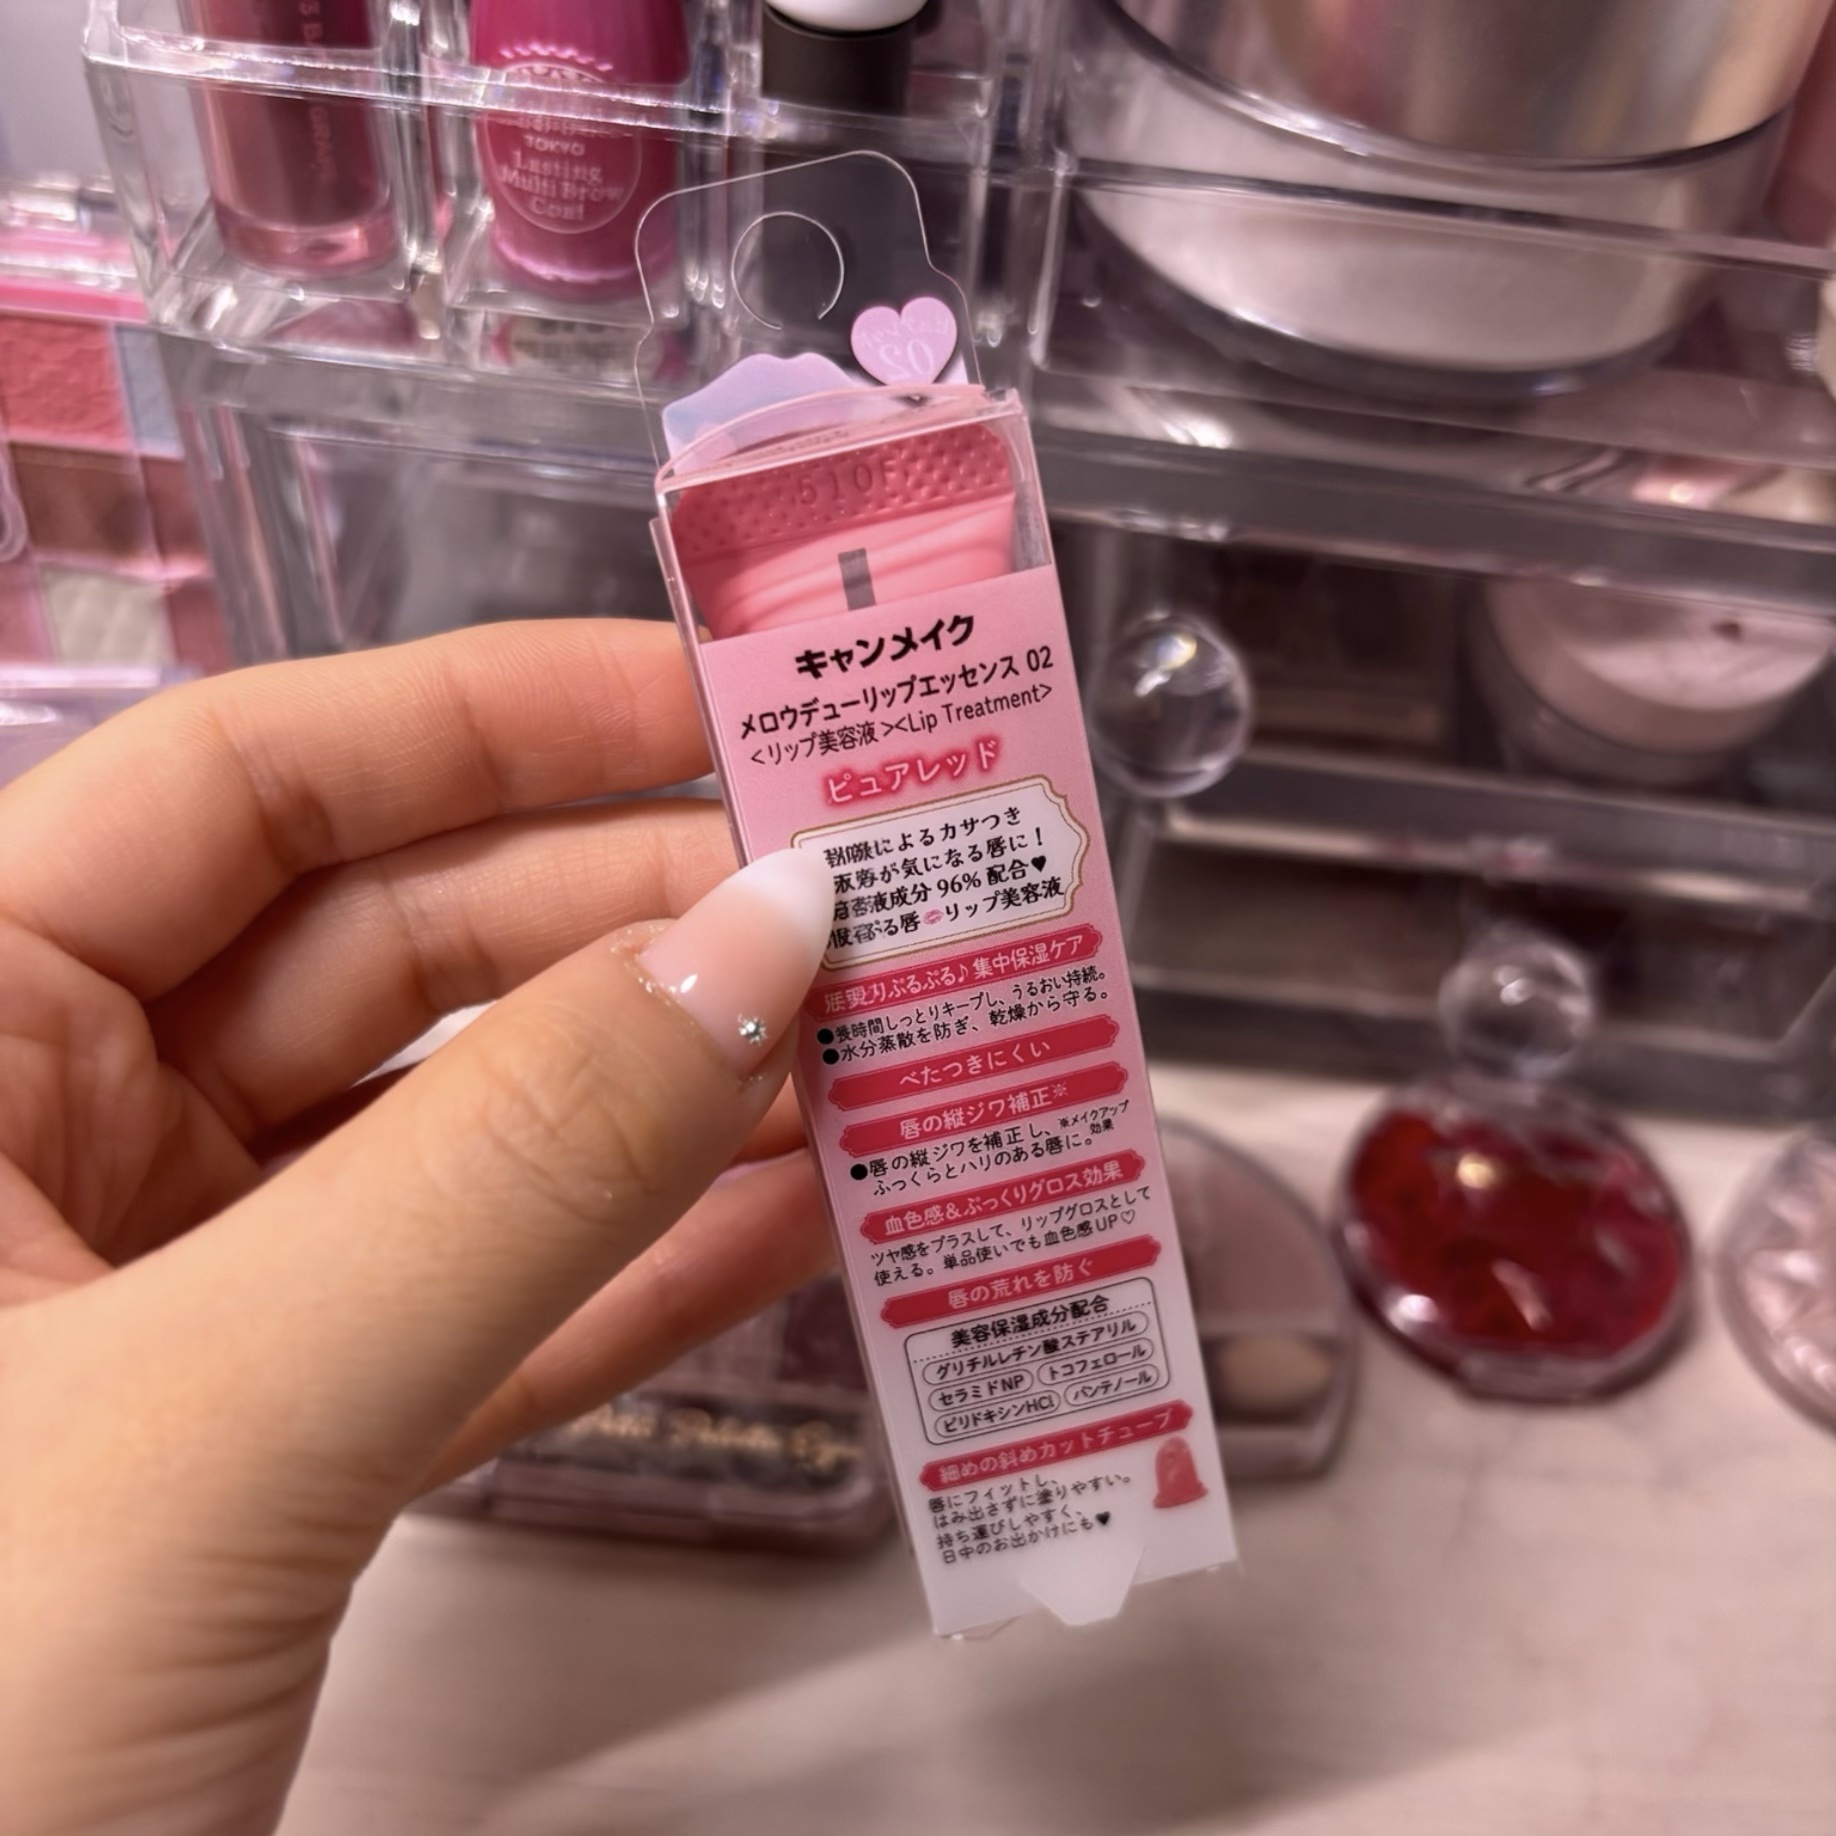 TOKYO
Lasting
Multi Brow
Coat
02
510F
キャンメイク
メロウデューリップエッセンス 02
<リップ美容液><Lip Treatment>
ピュアレッド
によるカサつき
が気になる唇に！
液成分 96% 配合♥
る唇 リップ美容液
ぷるぷる♪集中保湿ケア
●長時間しっとりキープし、うるおい持続。
●水分蒸散を防ぎ、乾燥から守る。
べたつきにくい
唇の縦ジワ補正※
●唇の縦ジワを補正し、
※メイクアップ
効果
ふっくらとハリのある唇に。
血色感＆ぷっくりグロス効果
ツヤ感をプラスして、リップグロスとして
使える。単品使いでも血色感UP♡
唇の荒れを防ぐ
美容保湿成分配合
グリチルレチン酸ステアリル
セラミドNP トコフェロール
ピリドキシンHCl パンテノール
細めの斜めカットチューブ
唇にフィットし、
はみ出さずに塗りやすい。
持ち運びしやすく、
日中のお出かけにも♥